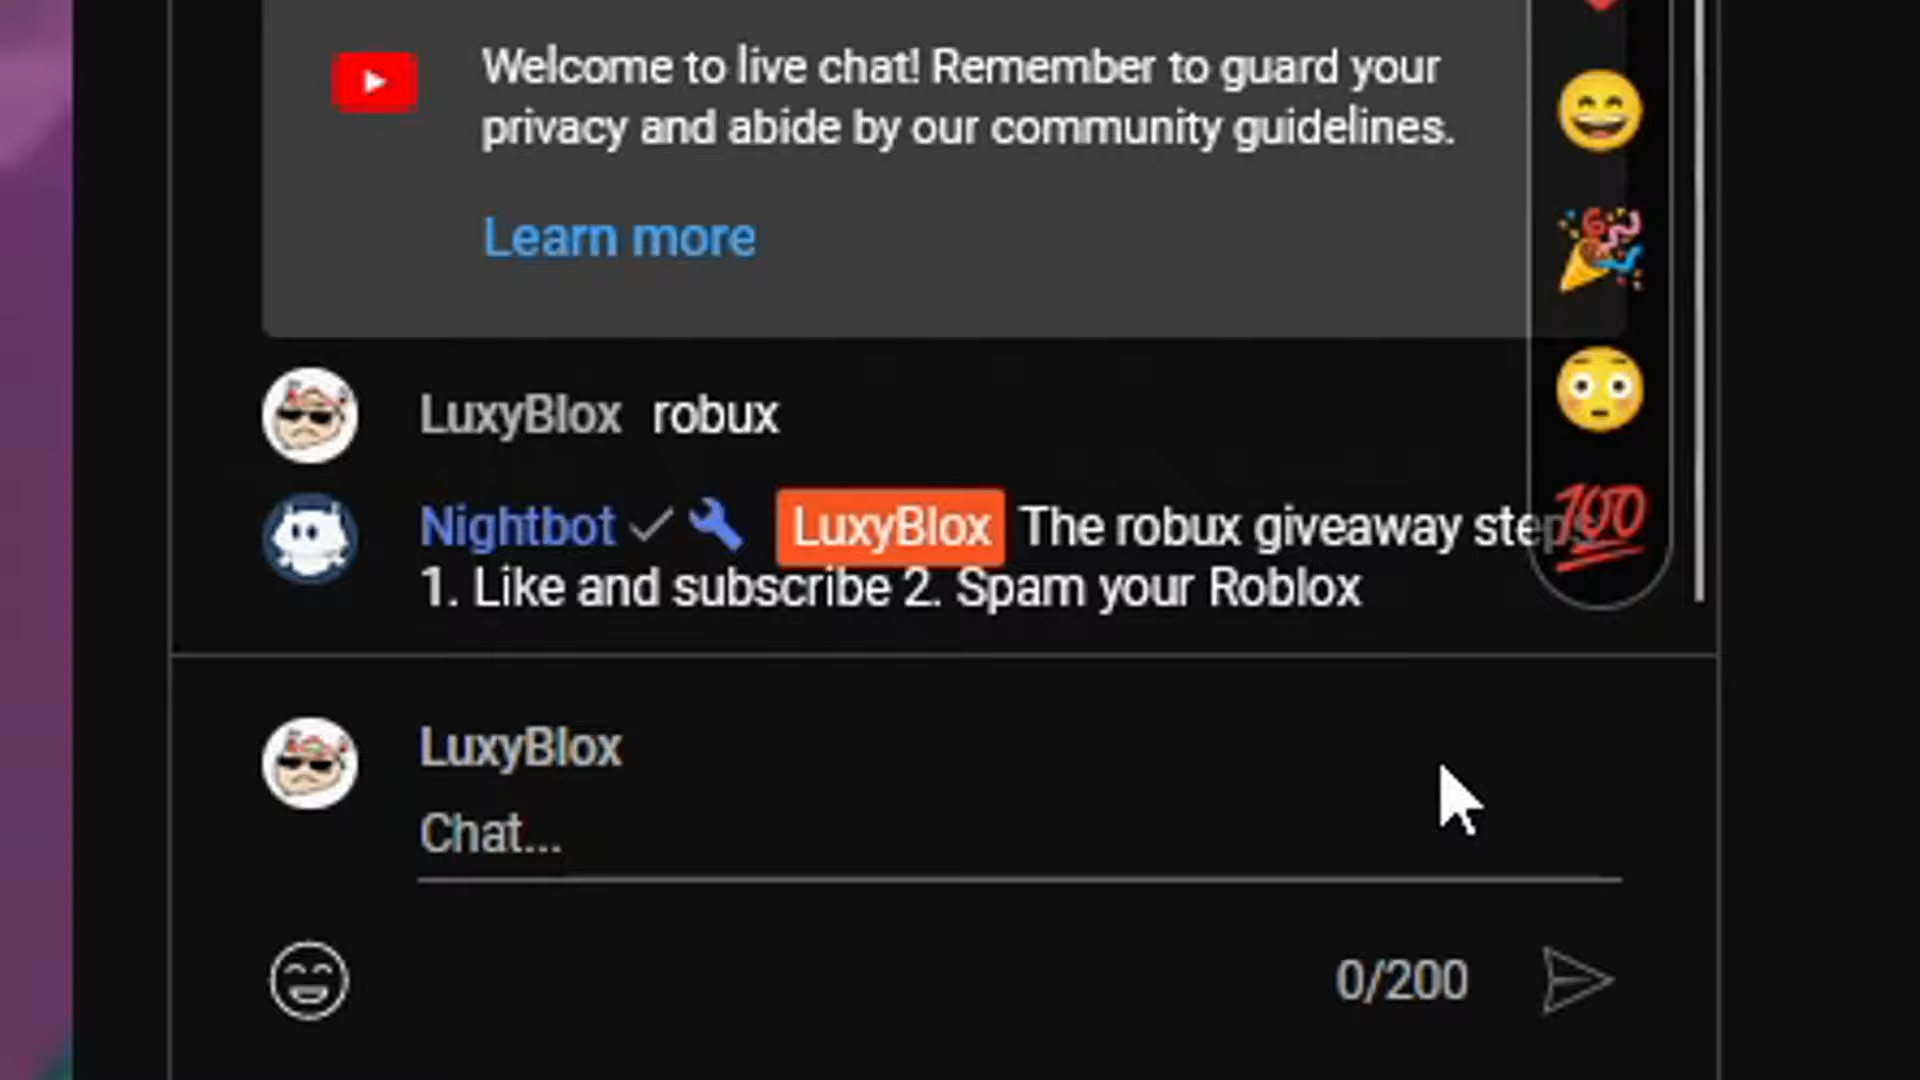 Welcome to live chat! Remember to guard your
privacy and abide by our community guidelines.
Learn more
LuxyBlox robux
Nightbot LuxyBlox The robux giveaway steps
1. Like and subscribe 2. Spam your Roblox
LuxyBlox
Chat...
0/200